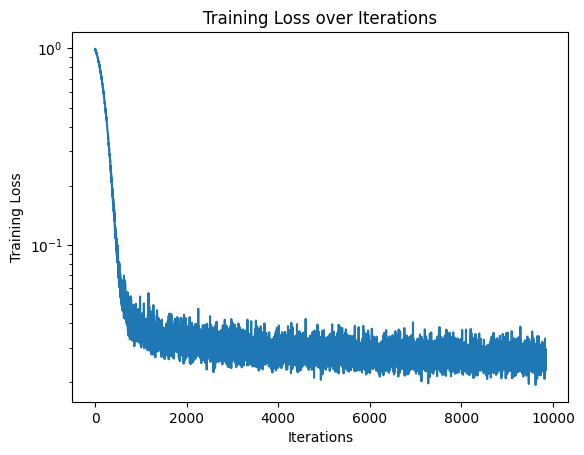 Training Loss over Iterations
10⁰
10⁻¹
Training Loss
0 2000 4000 6000 8000 10000
Iterations